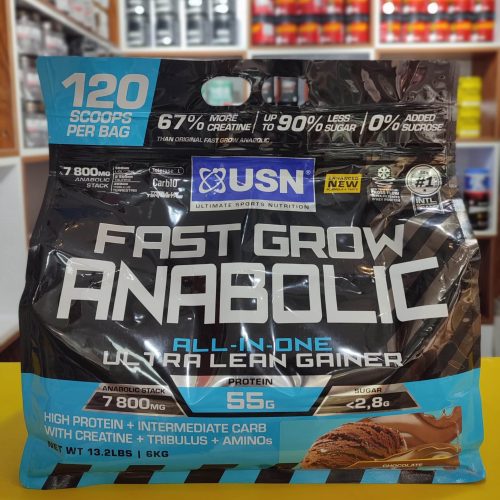 120
SCOOPS
PER BAG
67% MORE CREATINE | UP TO 90% LESS SUGAR | 0% ADDED SUCROSE
THAN ORIGINAL FAST GROW ANABOLIC
7 800MG
ANABOLIC
STACK
Carb10
USN
ULTIMATE SPORTS NUTRITION
NEW
#1
INTL
FAST GROW
ANABOLIC
ALL-IN-ONE
ULTRA LEAN GAINER
ANABOLIC STACK
7 800MG
PROTEIN
55G
SUGAR
<2,8G
HIGH PROTEIN + INTERMEDIATE CARB
WITH CREATINE + TRIBULUS + AMINOs
NET WT 13.2LBS | 6KG
CHOCOLATE